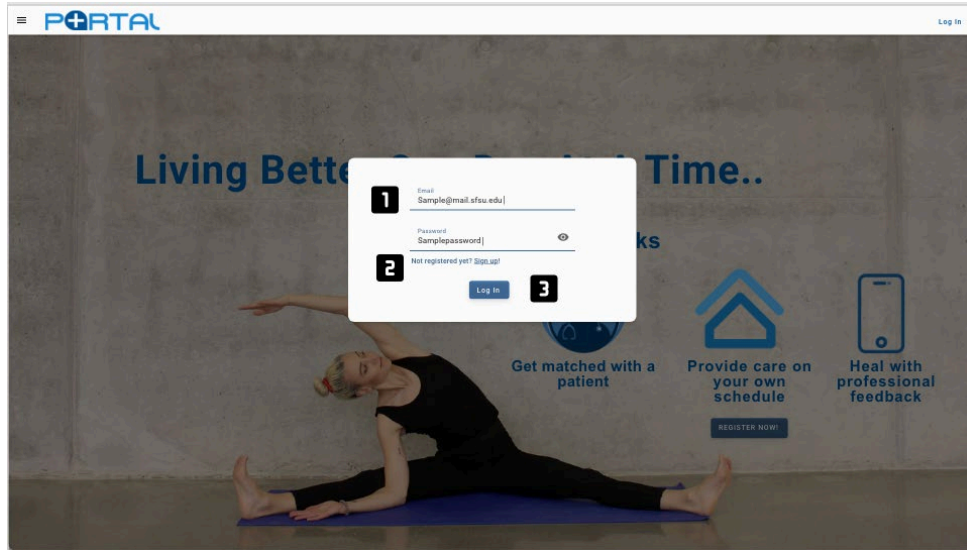 PORTAL
Log In
Living Bette
Time..
ks
1
Email
Sample@mail.sfsu.edu
Password
Samplepassword
2
Not registered yet? Sign up!
Log In
3
Get matched with a
patient
Provide care on
your own
schedule
Heal with
professional
feedback
REGISTER NOW!